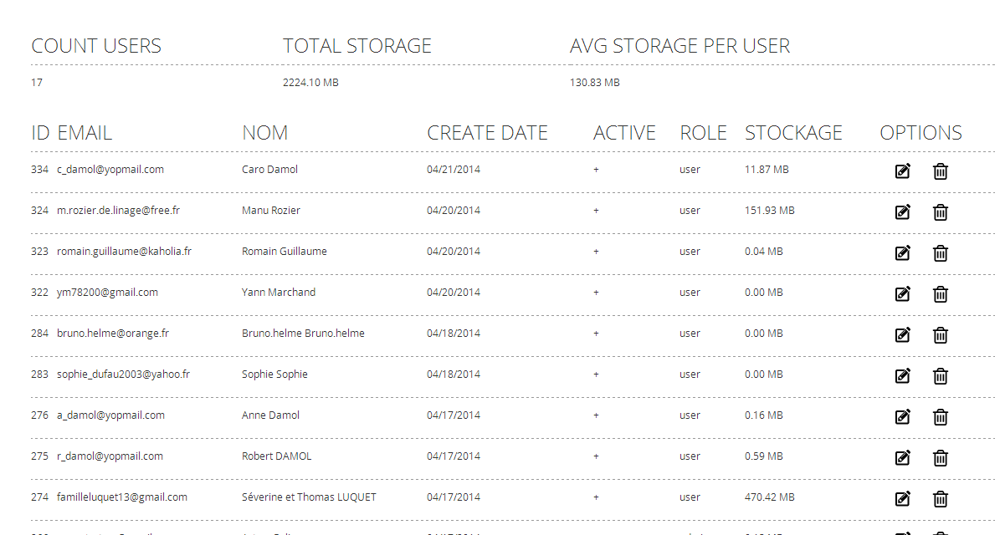 COUNT USERS TOTAL STORAGE AVG STORAGE PER USER
17 2224.10 MB 130.83 MB
ID EMAIL NOM CREATE DATE ACTIVE ROLE STOCKAGE OPTIONS
334 c_damol@yopmail.com Caro Damol 04/21/2014 + user 11.87 MB
324 m.rozier.de.linage@free.fr Manu Rozier 04/20/2014 + user 151.93 MB
323 romain.guillaume@kaholia.fr Romain Guillaume 04/20/2014 + user 0.04 MB
322 ym78200@gmail.com Yann Marchand 04/20/2014 + user 0.00 MB
284 bruno.helme@orange.fr Bruno.helme Bruno.helme 04/18/2014 + user 0.00 MB
283 sophie_dufau2003@yahoo.fr Sophie Sophie 04/18/2014 + user 0.00 MB
276 a_damol@yopmail.com Anne Damol 04/17/2014 + user 0.16 MB
275 r_damol@yopmail.com Robert DAMOL 04/17/2014 + user 0.59 MB
274 familleluquet13@gmail.com Séverine et Thomas LUQUET 04/17/2014 + user 470.42 MB